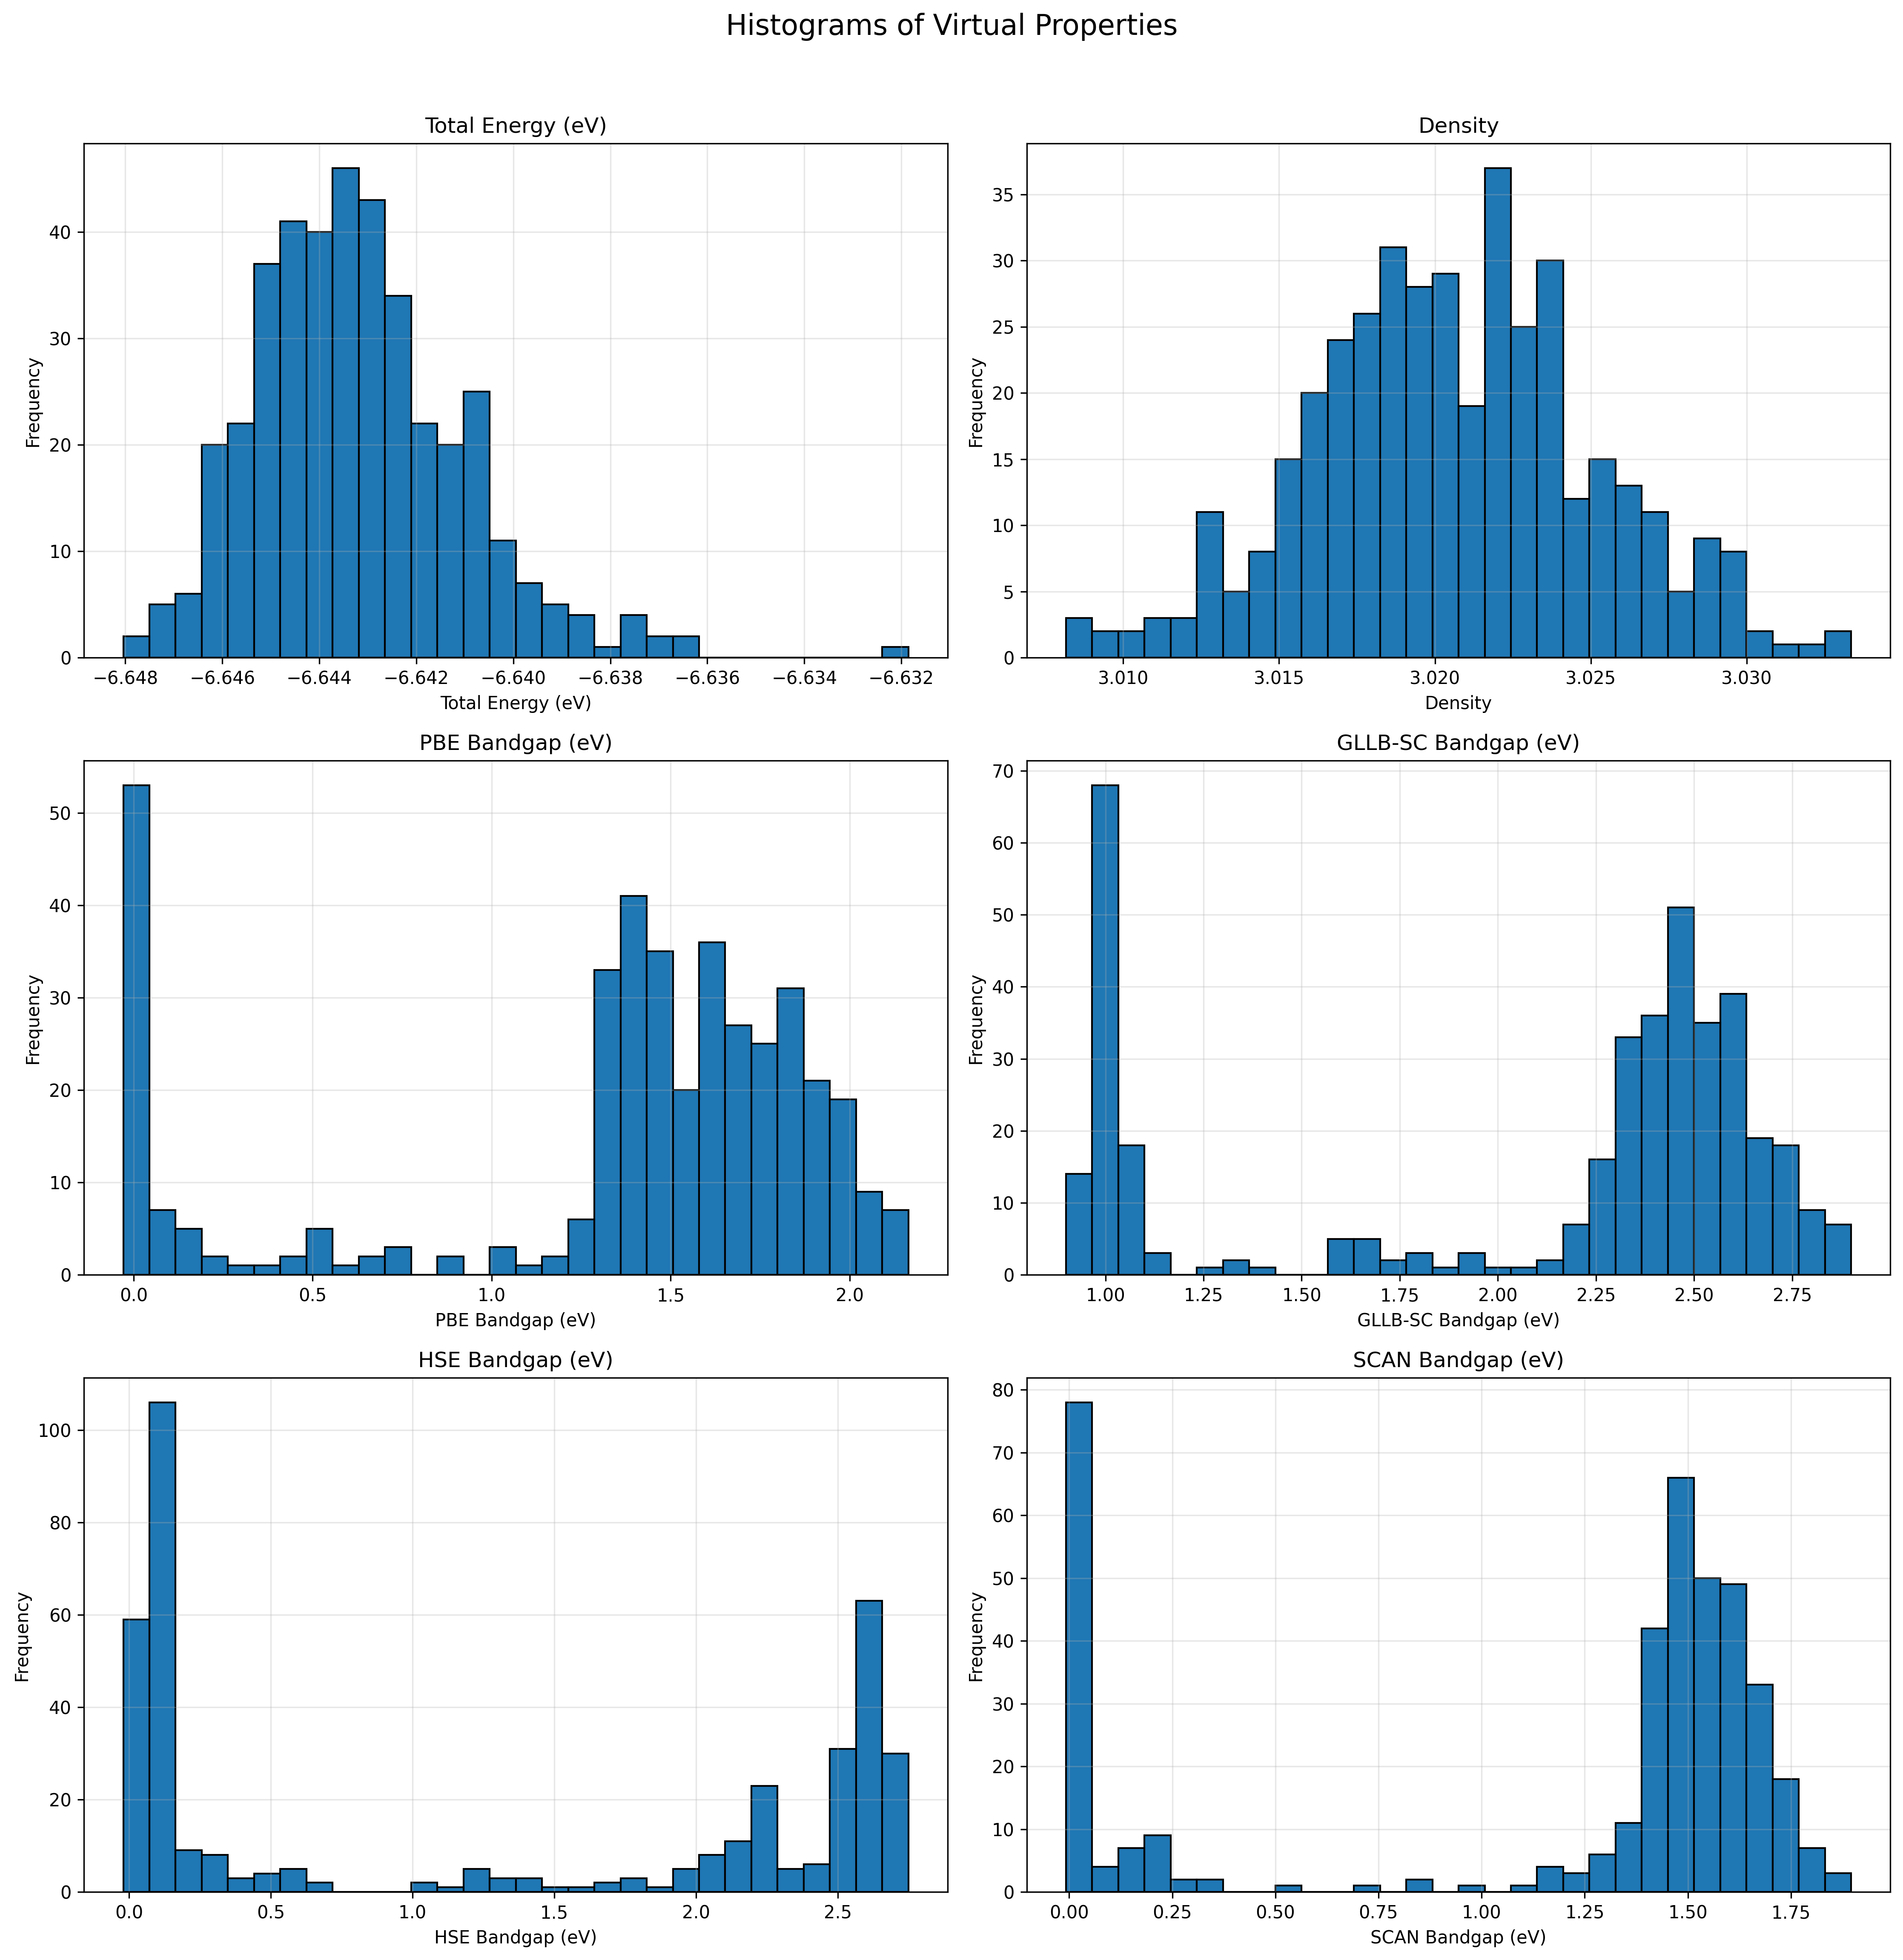 Histograms of Virtual Properties
Total Energy (eV)
Frequency
40
30
20
10
0
−6.648 −6.646 −6.644 −6.642 −6.640 −6.638 −6.636 −6.634 −6.632
Total Energy (eV)
Density
Frequency
35
30
25
20
15
10
5
0
3.010 3.015 3.020 3.025 3.030
Density
PBE Bandgap (eV)
Frequency
50
40
30
20
10
0
0.0 0.5 1.0 1.5 2.0
PBE Bandgap (eV)
GLLB-SC Bandgap (eV)
Frequency
70
60
50
40
30
20
10
0
1.00 1.25 1.50 1.75 2.00 2.25 2.50 2.75
GLLB-SC Bandgap (eV)
HSE Bandgap (eV)
Frequency
100
80
60
40
20
0
0.0 0.5 1.0 1.5 2.0 2.5
HSE Bandgap (eV)
SCAN Bandgap (eV)
Frequency
80
70
60
50
40
30
20
10
0
0.00 0.25 0.50 0.75 1.00 1.25 1.50 1.75
SCAN Bandgap (eV)